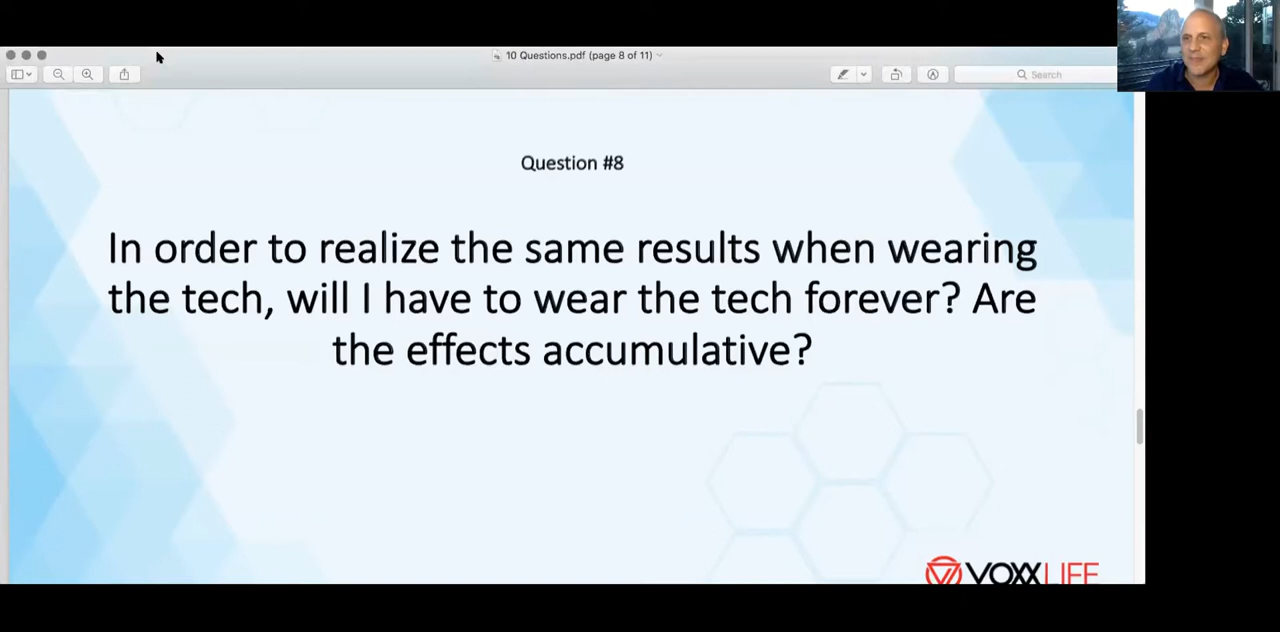 10 Questions.pdf (page 8 of 11)
Search
Question #8
In order to realize the same results when wearing
the tech, will I have to wear the tech forever? Are
the effects accumulative?
VOXXLIFE